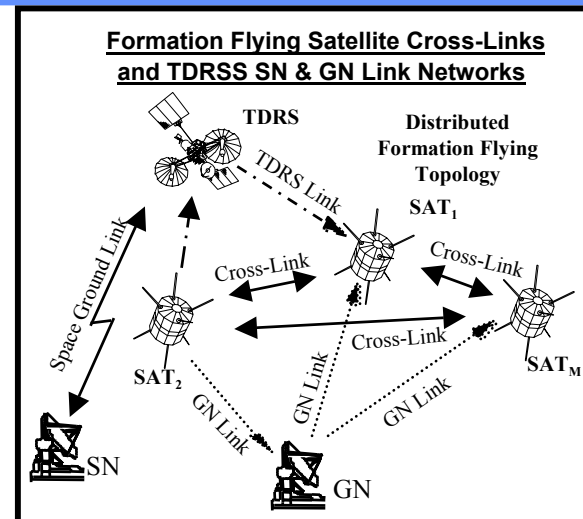 Formation Flying Satellite Cross-Links
and TDRSS SN & GN Link Networks
TDRS
Distributed
Formation Flying
Topology
TDRS Link
SAT1
Space Ground Link
Cross-Link
Cross-Link
Cross-Link
SAT2
SATM
GN Link
GN Link
GN Link
SN
GN